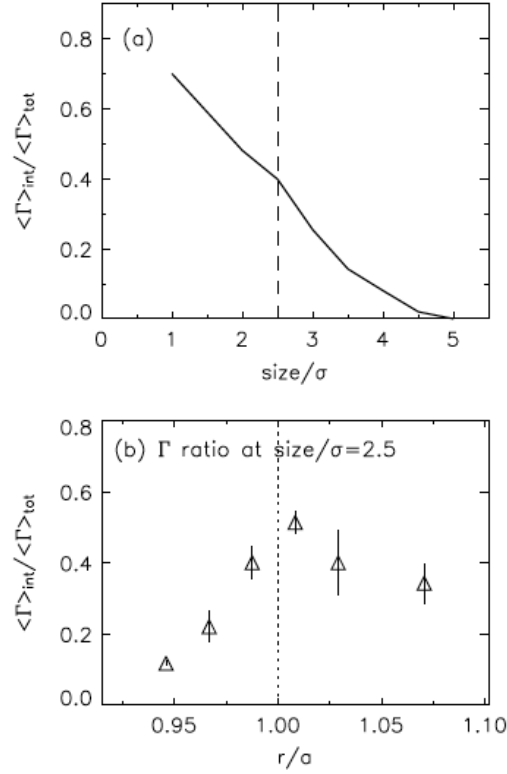 (a)
0.8
0.6
0.4
0.2
0.0
<Γ>int/<Γ>tot
0 1 2 3 4 5
size/σ
(b) Γ ratio at size/σ=2.5
0.8
0.6
0.4
0.2
0.0
<Γ>int/<Γ>tot
0.95 1.00 1.05 1.10
r/a